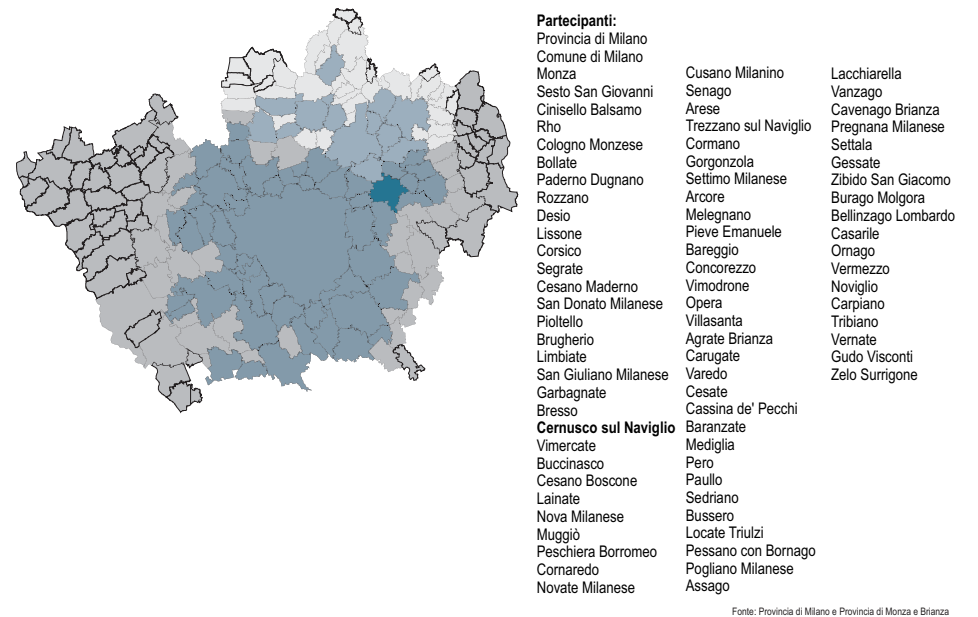 Partecipanti:
Provincia di Milano
Comune di Milano
Monza
Sesto San Giovanni
Cinisello Balsamo
Rho
Cologno Monzese
Bollate
Paderno Dugnano
Rozzano
Desio
Lissone
Corsico
Segrate
Cesano Maderno
San Donato Milanese
Pioltello
Brugherio
Limbiate
San Giuliano Milanese
Garbagnate
Bresso
Cernusco sul Naviglio
Vimercate
Buccinasco
Cesano Boscone
Lainate
Nova Milanese
Muggiò
Peschiera Borromeo
Cornaredo
Novate Milanese
Cusano Milanino
Senago
Arese
Trezzano sul Naviglio
Cormano
Gorgonzola
Settimo Milanese
Arcore
Melegnano
Pieve Emanuele
Bareggio
Concorezzo
Vimodrone
Opera
Villasanta
Agrate Brianza
Carugate
Varedo
Cesate
Cassina de' Pecchi
Baranzate
Mediglia
Pero
Paullo
Sedriano
Bussero
Locate Triulzi
Pessano con Bornago
Pogliano Milanese
Assago
Lacchiarella
Vanzago
Cavenago Brianza
Pregnana Milanese
Settala
Gessate
Zibido San Giacomo
Burago Molgora
Bellinzago Lombardo
Casarile
Ornago
Vermezzo
Noviglio
Carpiano
Tribiano
Vernate
Gudo Visconti
Zelo Surrigone
Fonte: Provincia di Milano e Provincia di Monza e Brianza